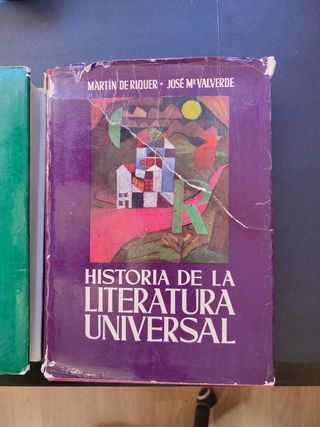 MARTÍN DE RIQUER • JOSÉ Mª VALVERDE
R
HISTORIA DE LA
LITERATURA
UNIVERSAL